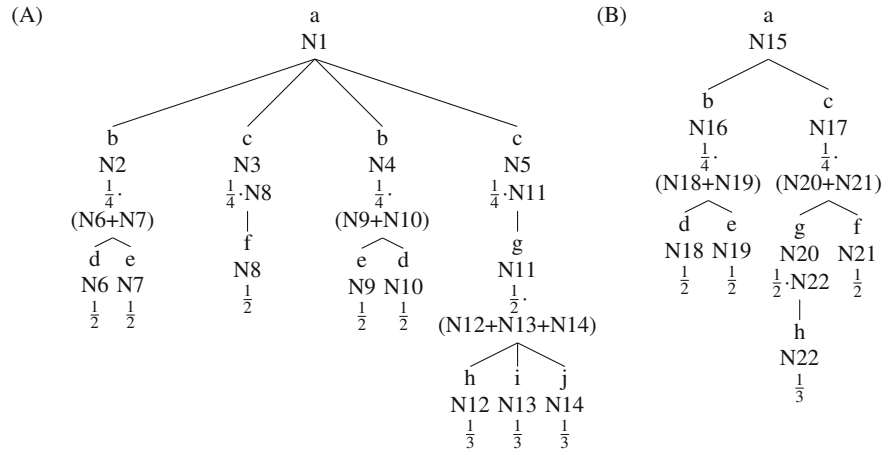 (A)
a
N1
b c b c
N2 N3 N4 N5
1/4· 1/4·N8 1/4· 1/4·N11
(N6+N7) (N9+N10)
d e f e d g
N6 N7 N8 N9 N10 N11
1/2 1/2 1/2 1/2 1/2 1/2·
(N12+N13+N14)
h i j
N12 N13 N14
1/3 1/3 1/3
(B)
a
N15
b c
N16 N17
1/4· 1/4·
(N18+N19) (N20+N21)
d e g f
N18 N19 N20 N21
1/2 1/2 1/2·N22 1/2
h
N22
1/3